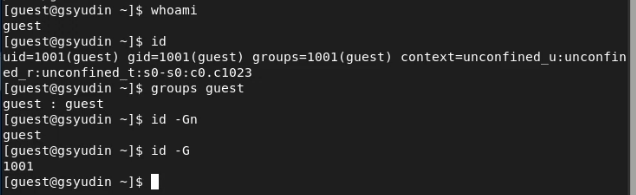 [guest@gsyudin ~]$ whoami
guest
[guest@gsyudin ~]$ id
uid=1001(guest) gid=1001(guest) groups=1001(guest) context=unconfined_u:unconfin
ed_r:unconfined_t:s0-s0:c0.c1023
[guest@gsyudin ~]$ groups guest
guest : guest
[guest@gsyudin ~]$ id -Gn
guest
[guest@gsyudin ~]$ id -G
1001
[guest@gsyudin ~]$